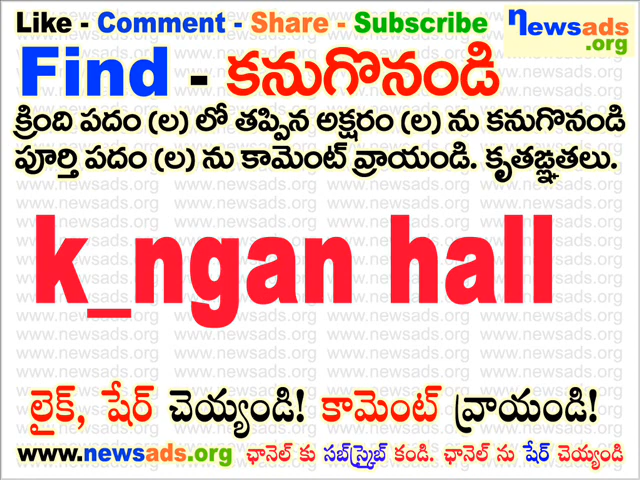 Like - Comment - Share - Subscribe
newsads
.org
Find - కనుగొనండి
క్రింది పదం (ల) లో తప్పిన అక్షరం (ల) ను కనుగొనండి
పూర్తి పదం (ల) ను కామెంట్ వ్రాయండి. కృతఙ్ఞతలు.
k_ngan hall
లైక్, షేర్ చెయ్యండి! కామెంట్ వ్రాయండి!
www.newsads.org ఛానెల్ కు సబ్‌స్క్రైబ్ కండి. ఛానెల్ ను షేర్ చెయ్యండి